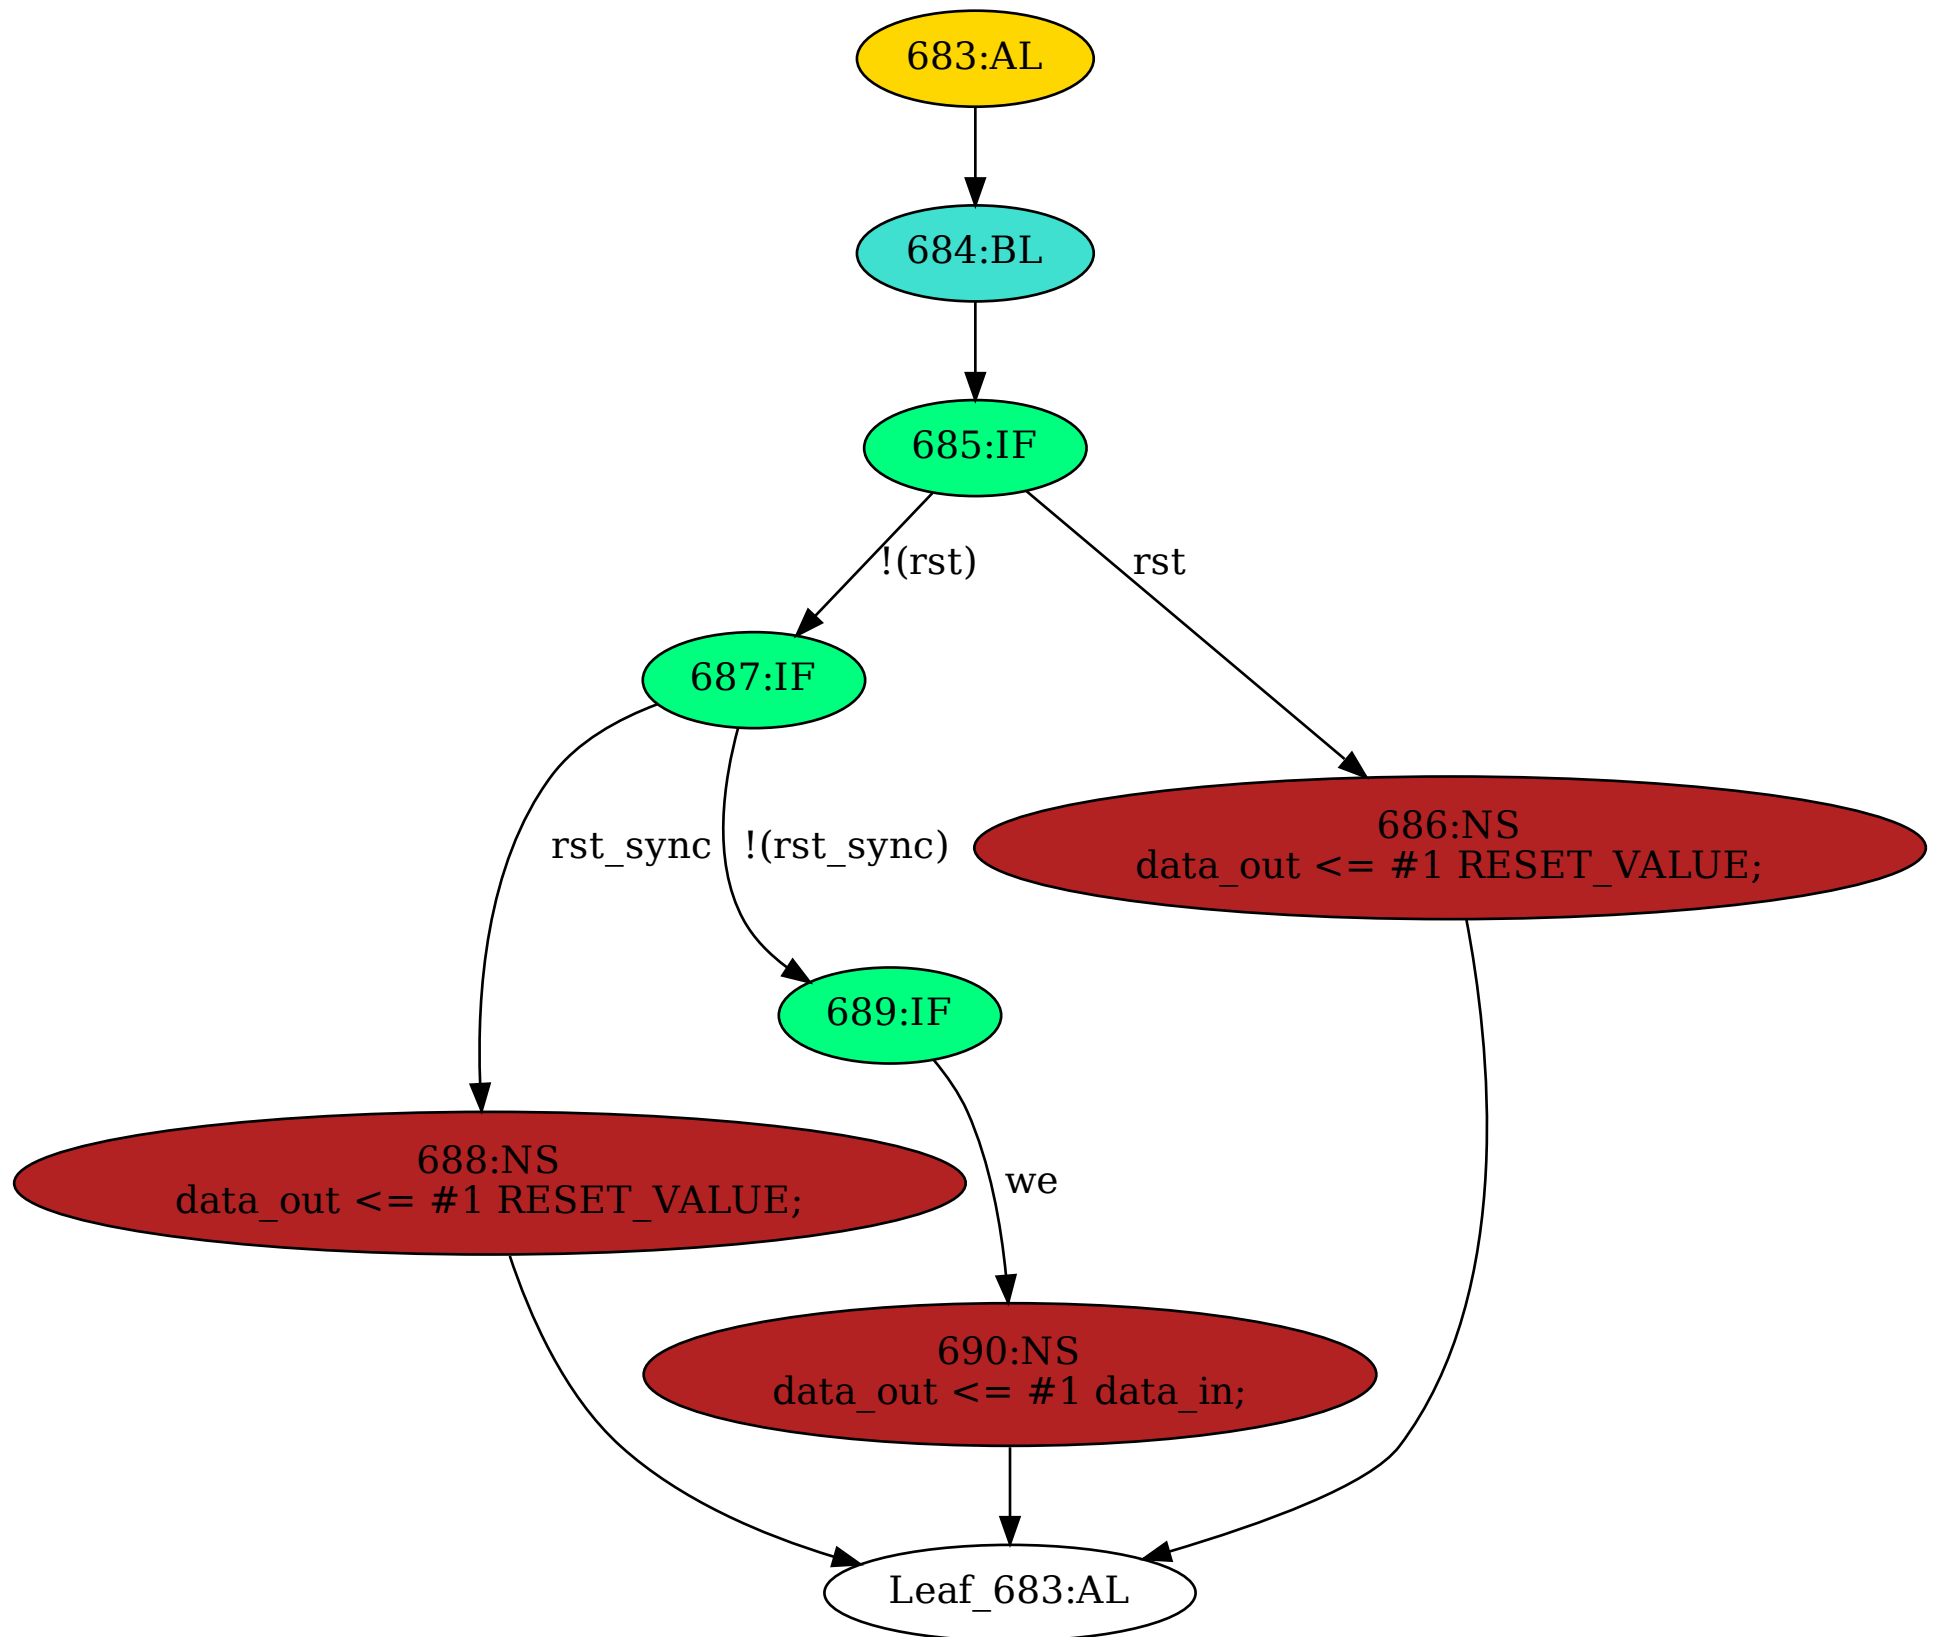 683:AL
684:BL
685:IF
!(rst)
rst
687:IF
686:NS
data_out <= #1 RESET_VALUE;
rst_sync
!(rst_sync)
689:IF
688:NS
data_out <= #1 RESET_VALUE;
we
690:NS
data_out <= #1 data_in;
Leaf_683:AL